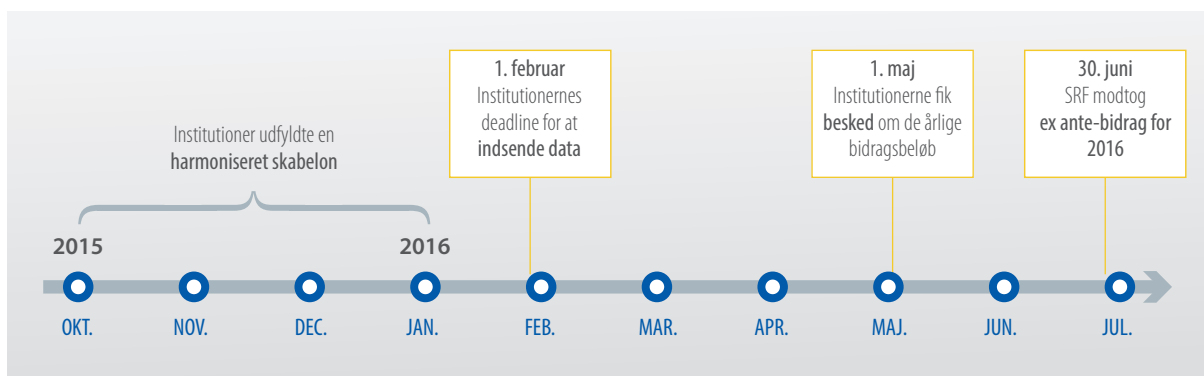 Institutioner udfyldte en
harmoniseret skabelon
1. februar
Institutionernes
deadline for at
indsende data
1. maj
Institutionerne fik
besked om de årlige
bidragsbeløb
30. juni
SRF modtog
ex ante-bidrag for
2016
2015
2016
OKT.
NOV.
DEC.
JAN.
FEB.
MAR.
APR.
MAJ.
JUN.
JUL.